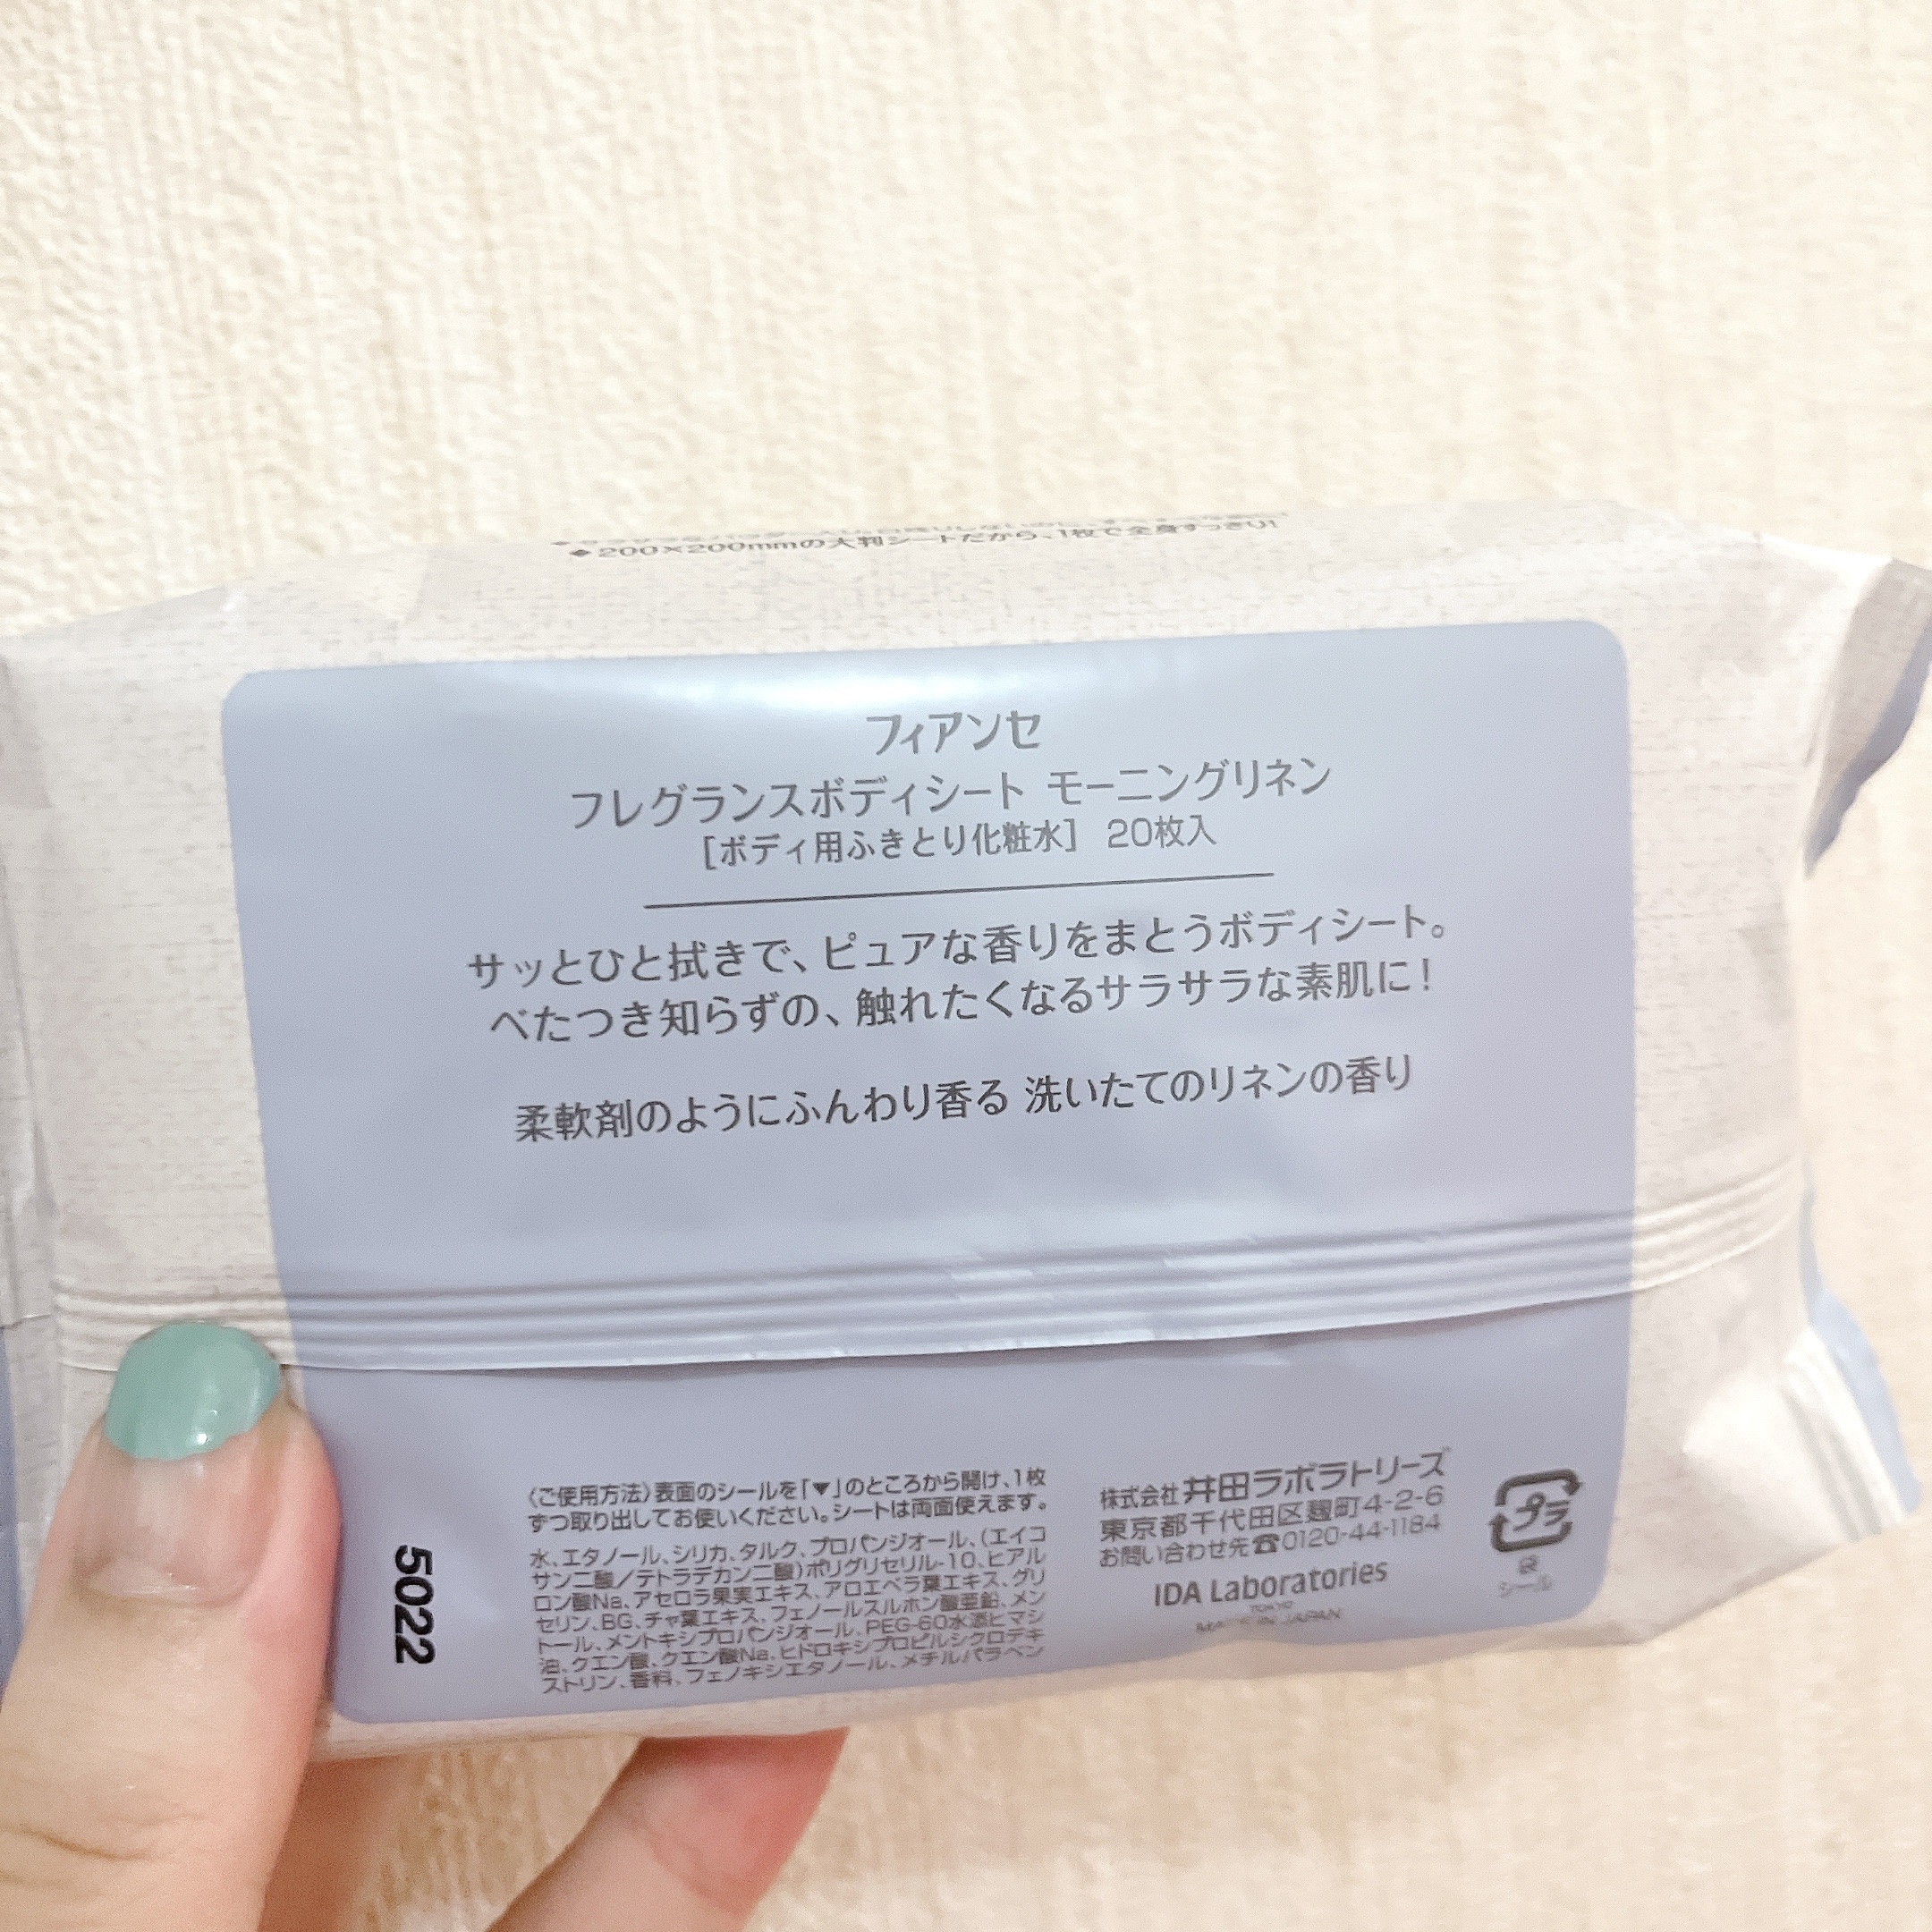 ◆200×200mmの大判シートだから、1枚で全身すっきり!
フィアンセ
フレグランスボディシート モーニングリネン
[ボディ用ふきとり化粧水] 20枚入
サッとひと拭きで、ピュアな香りをまとうボディシート。
べたつき知らずの、触れたくなるサラサラな素肌に!
柔軟剤のようにふんわり香る 洗いたてのリネンの香り
〈ご使用方法〉表面のシールを「▼」のところから開け、1枚
ずつ取り出してお使いください。シートは両面使えます。
水、エタノール、シリカ、タルク、プロパンジオール、(エイコ
サン二酸/テトラデカン二酸)ポリグリセリル-10、ヒアル
ロン酸Na、アセロラ果実エキス、アロエベラ葉エキス、グリ
セリン、BG、チャ葉エキス、フェノールスルホン酸亜鉛、メン
トール、メントキシプロパンジオール、PEG-60水添ヒマシ
油、クエン酸、クエン酸Na、ヒドロキシプロピルシクロデキ
ストリン、香料、フェノキシエタノール、メチルパラベン
5022
株式会社 井田ラボラトリーズ
東京都千代田区麹町4-2-6
お問い合わせ先☎0120-44-1184
IDA Laboratories
TOKYO
MADE IN JAPAN
プラ
袋
シール